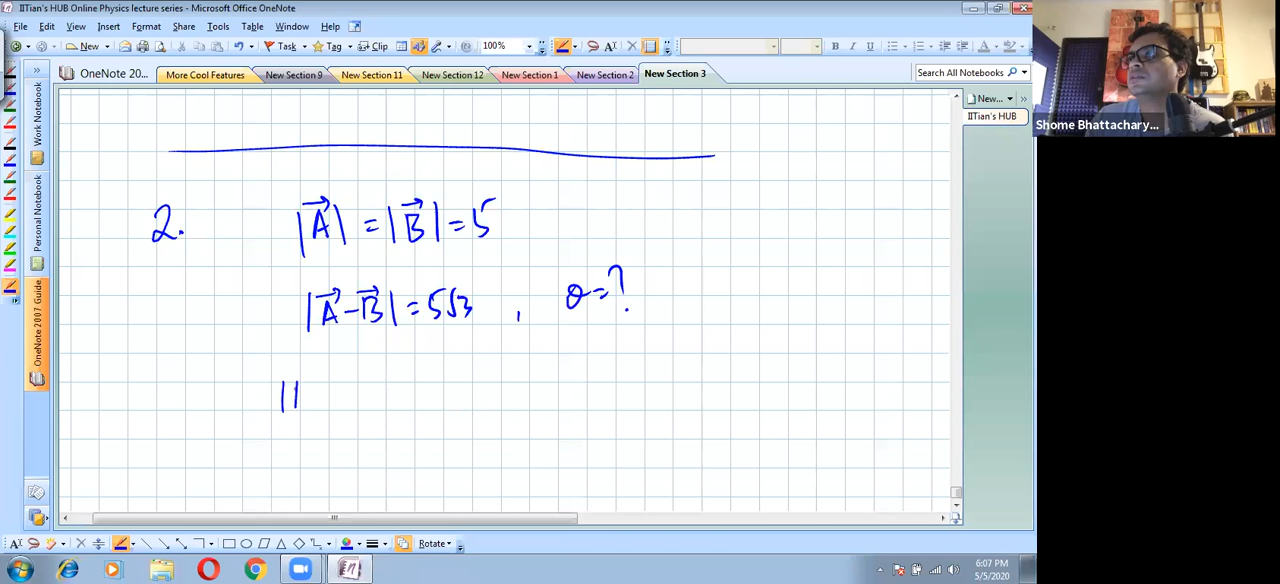 IITian's HUB Online Physics lecture series - Microsoft Office OneNote
File Edit View Insert Format Share Tools Table Window Help
New Task Tag Clip 100% B I U
OneNote 20... More Cool Features New Section 9 New Section 11 New Section 12 New Section 1 New Section 2 New Section 3 Search All Notebooks
New...
IITian's HUB
Work Notebook
Personal Notebook
OneNote 2007 Guide
Shome Bhattachary...
2. |A⃗| = |B⃗| = 5
|A⃗ - B⃗| = 5√3 , θ = ?
||
Rotate
6:07 PM
5/5/2020